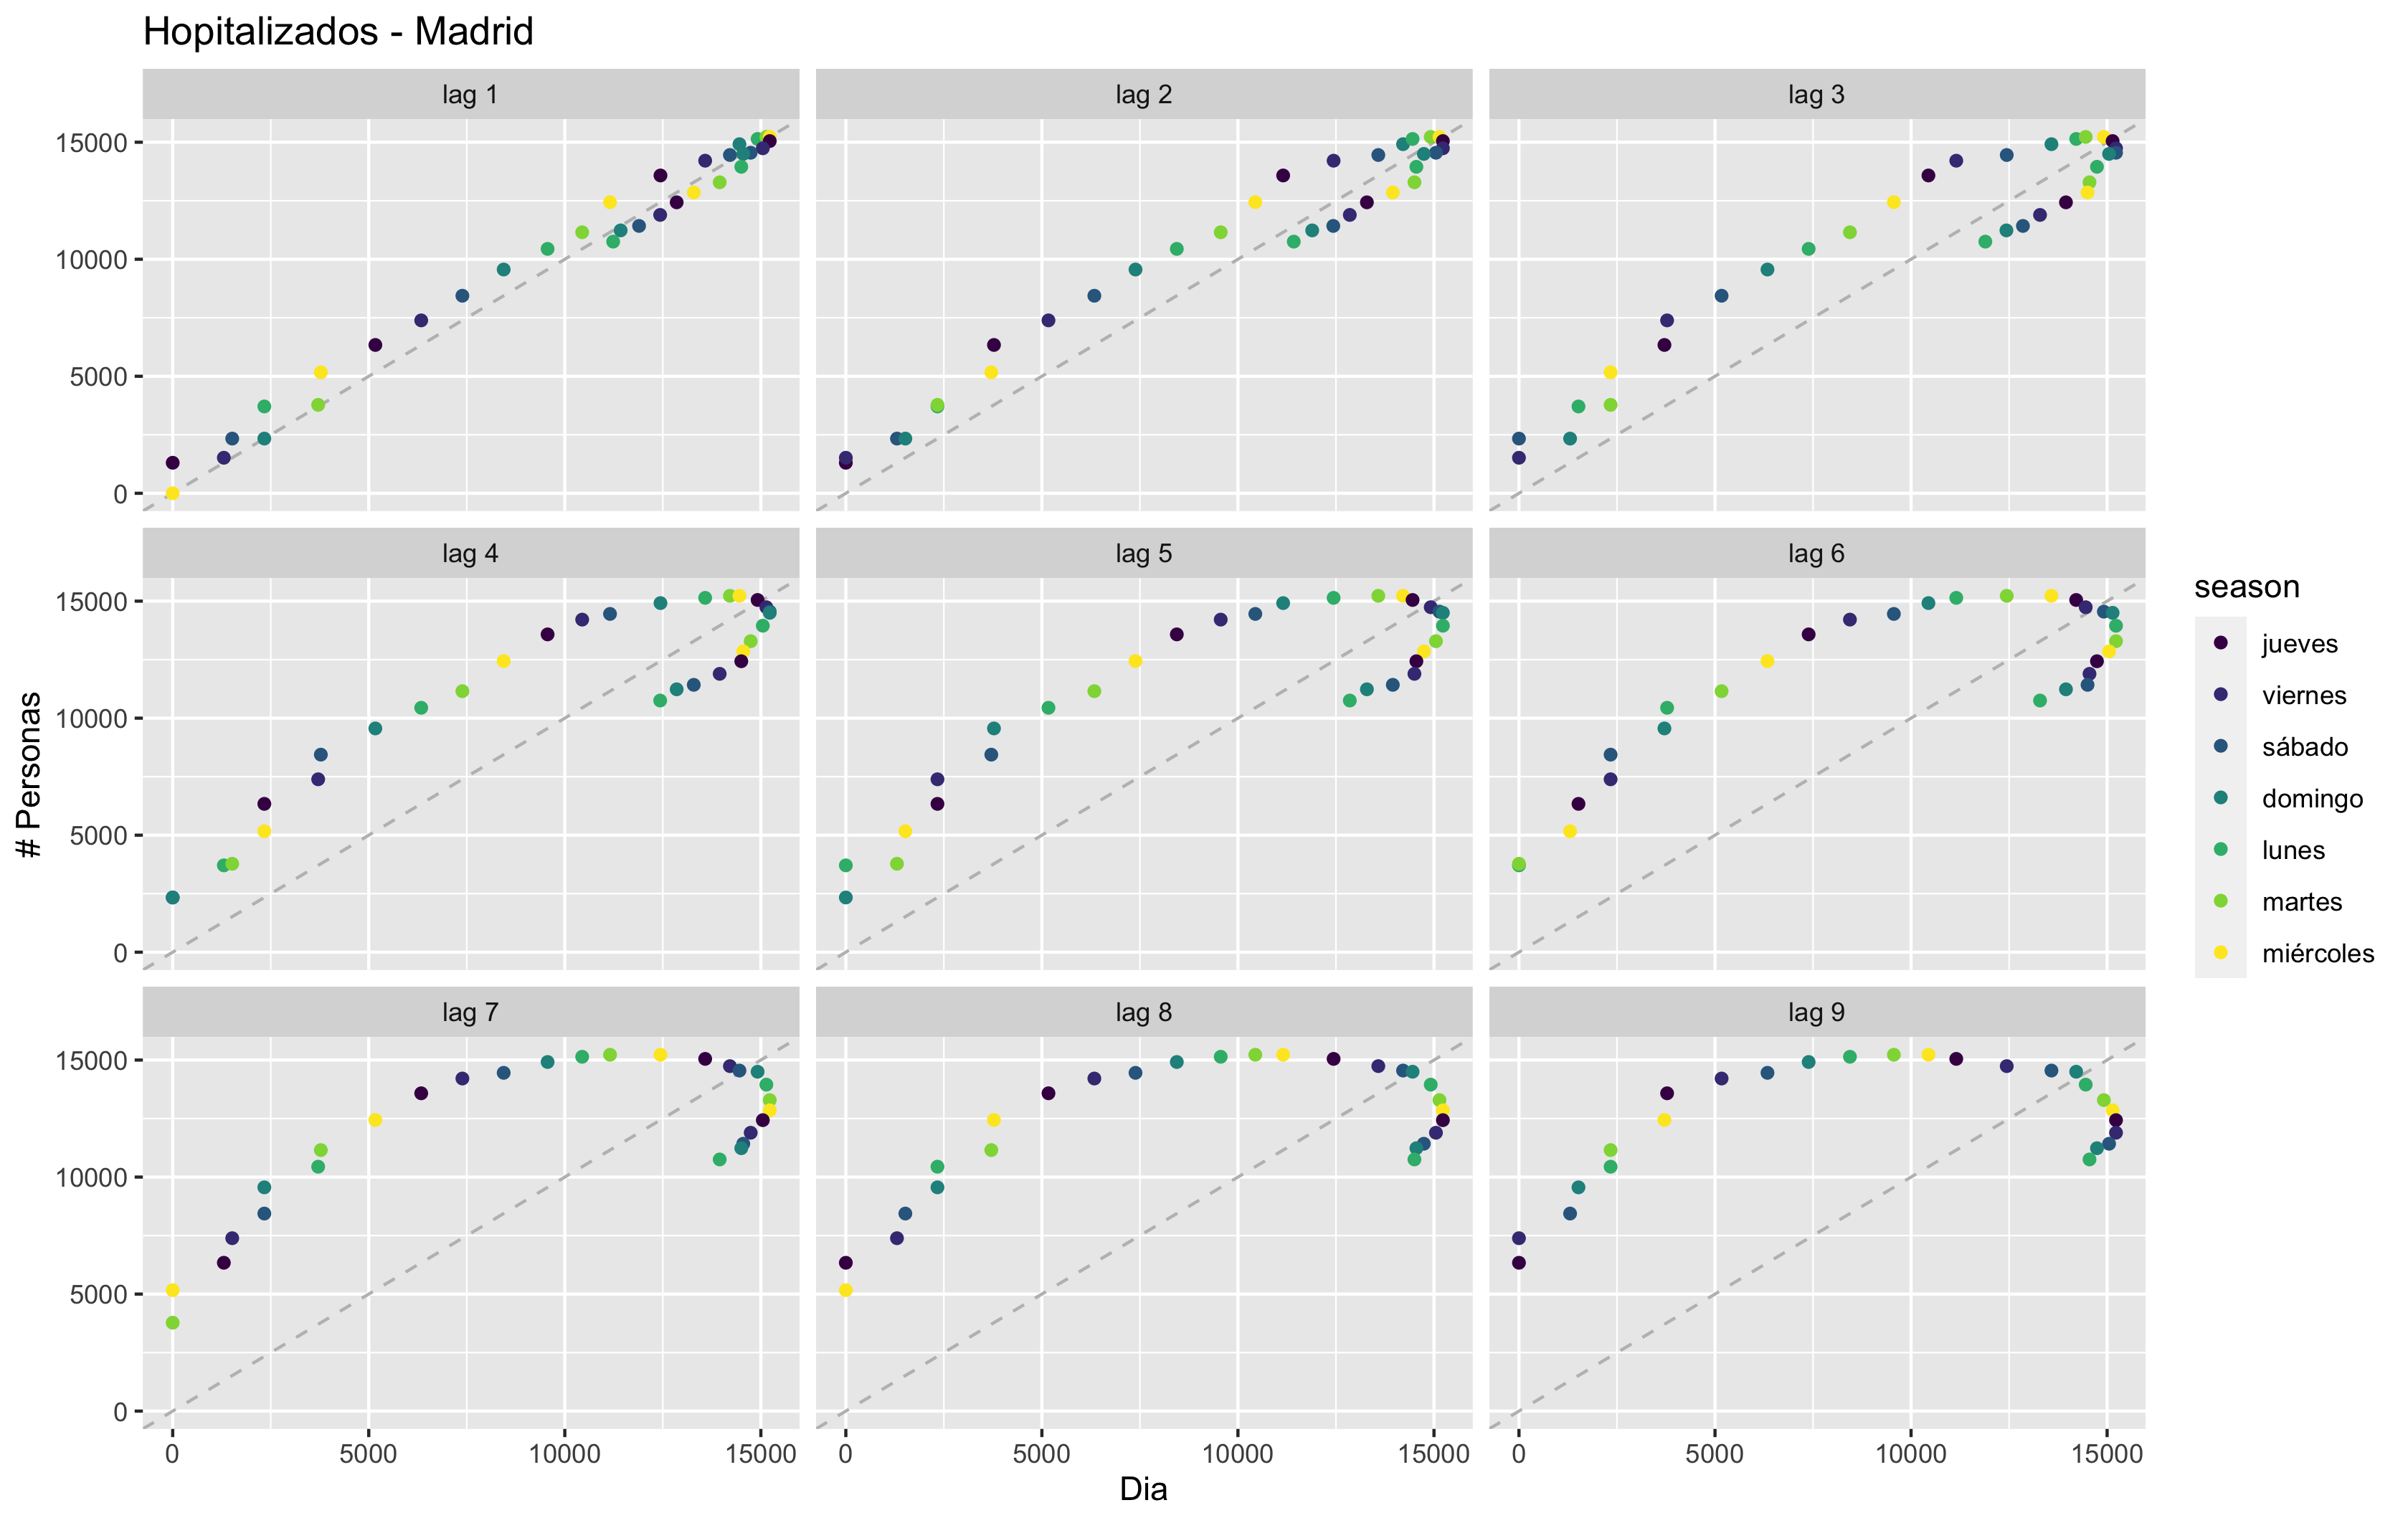 Hopitalizados - Madrid
lag 1
lag 2
lag 3
15000
10000
5000
0
lag 4
lag 5
lag 6
15000
10000
5000
0
lag 7
lag 8
lag 9
15000
10000
5000
0
0 5000 10000 15000
0 5000 10000 15000
0 5000 10000 15000
Dia
# Personas
season
jueves
viernes
sábado
domingo
lunes
martes
miércoles